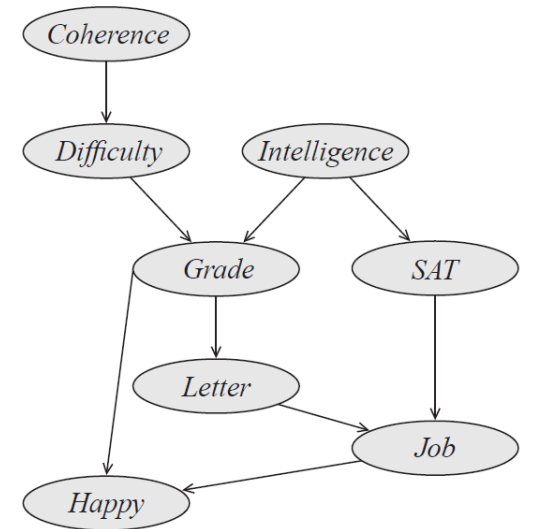 Coherence
Difficulty
Intelligence
Grade
SAT
Letter
Job
Happy